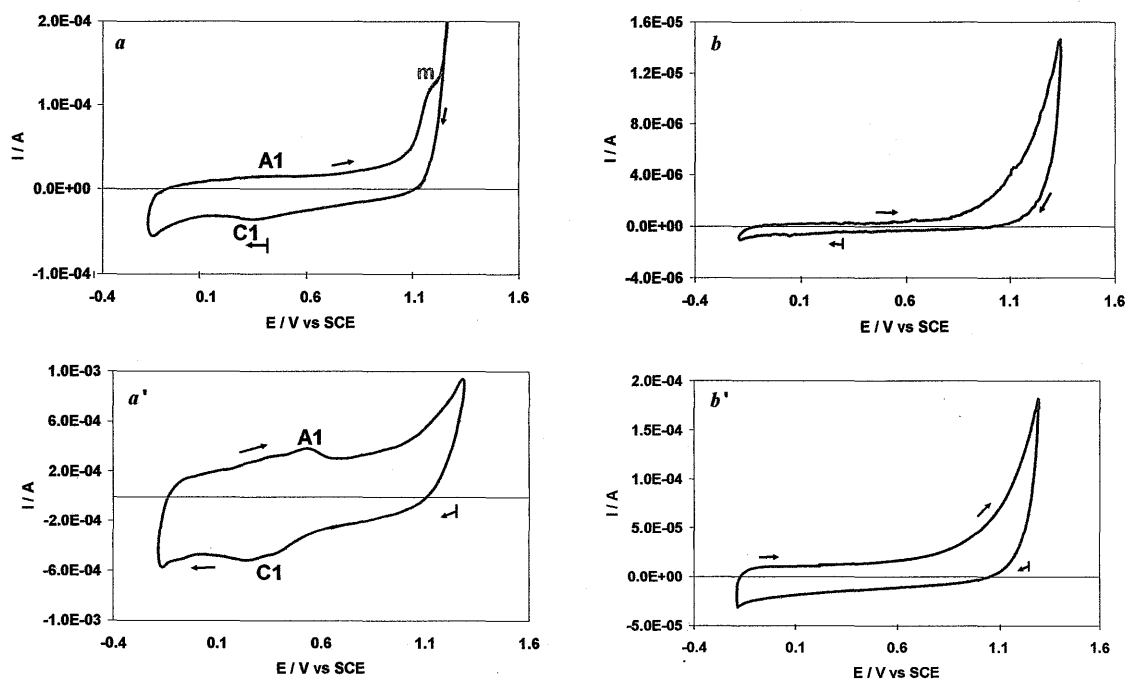 a
2.0E-04
1.0E-04
0.0E+00
-1.0E-04
I / A
m
A1
C1
-0.4 0.1 0.6 1.1 1.6
E / V vs SCE
b
1.6E-05
1.2E-05
8.0E-06
4.0E-06
0.0E+00
-4.0E-06
I / A
-0.4 0.1 0.6 1.1 1.6
E / V vs SCE
a'
1.0E-03
6.0E-04
2.0E-04
-2.0E-04
-6.0E-04
-1.0E-03
I / A
A1
C1
-0.4 0.1 0.6 1.1 1.6
E / V vs SCE
b'
2.0E-04
1.5E-04
1.0E-04
5.0E-05
0.0E+00
-5.0E-05
I / A
-0.4 0.1 0.6 1.1 1.6
E / V vs SCE